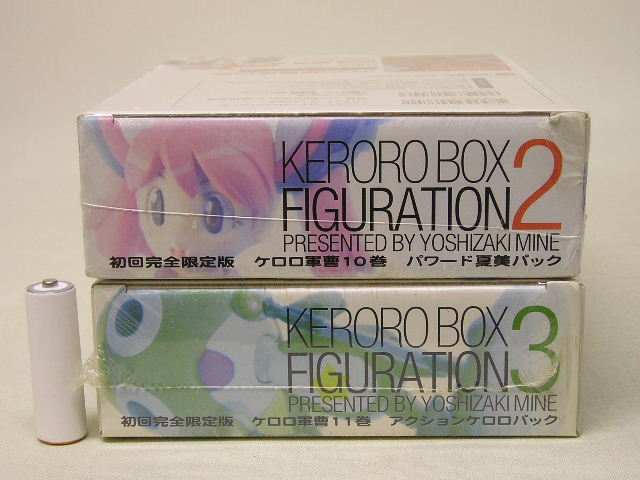 KERORO BOX
FIGURATION 2
PRESENTED BY YOSHIZAKI MINE
初回完全限定版 ケロロ軍曹10巻 パワード夏美パック
KERORO BOX
FIGURATION 3
PRESENTED BY YOSHIZAKI MINE
初回完全限定版 ケロロ軍曹11巻 アクションケロロパック